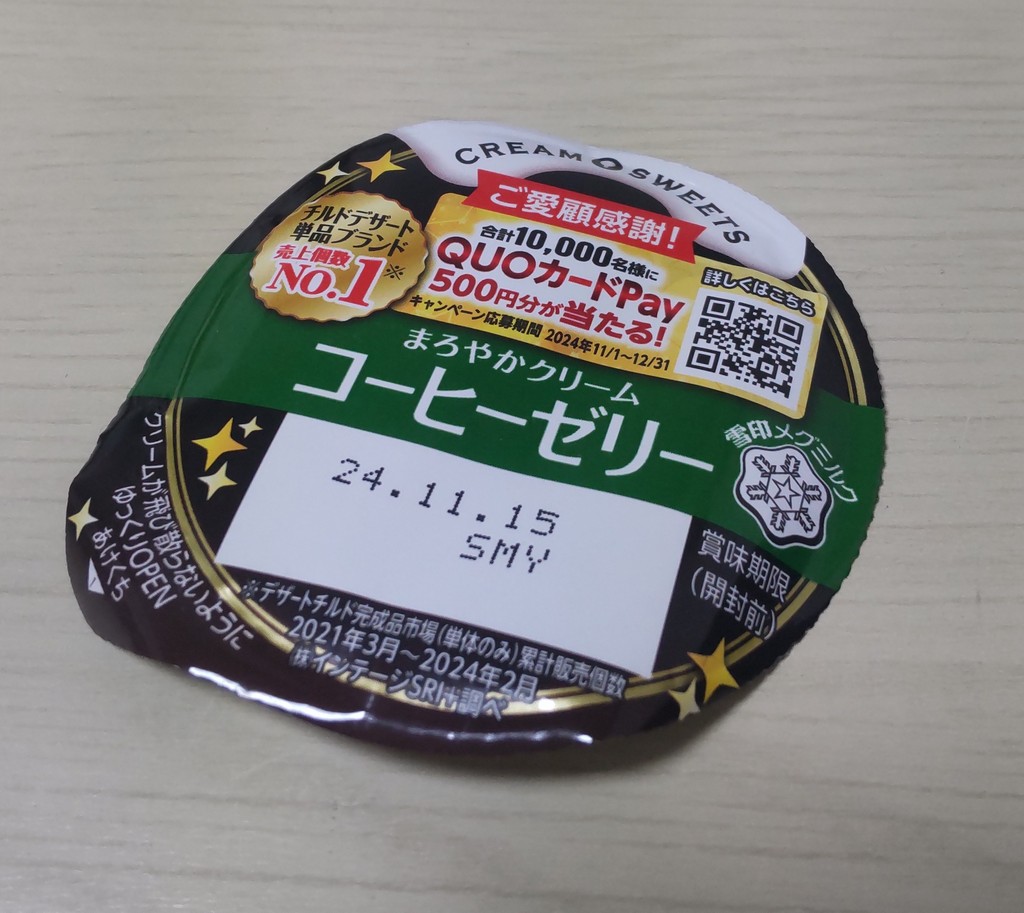 CREAM SWEETS
ご愛顧感謝!
チルドデザート
単品ブランド
売上個数
No.1※
合計10,000名様に
QUOカードPay
500円分が当たる!
キャンペーン応募期間 2024年11/1~12/31
詳しくはこちら
まろやかクリーム
コーヒーゼリー
雪印メグミルク
24.11.15
SMY
賞味期限
(開封前)
クリームが飛び散らないように
ゆっくりOPEN
あけくち
※デザートチルド完成品市場(単体のみ)累計販売個数
2021年3月~2024年2月
㈱インテージSRI+調べ